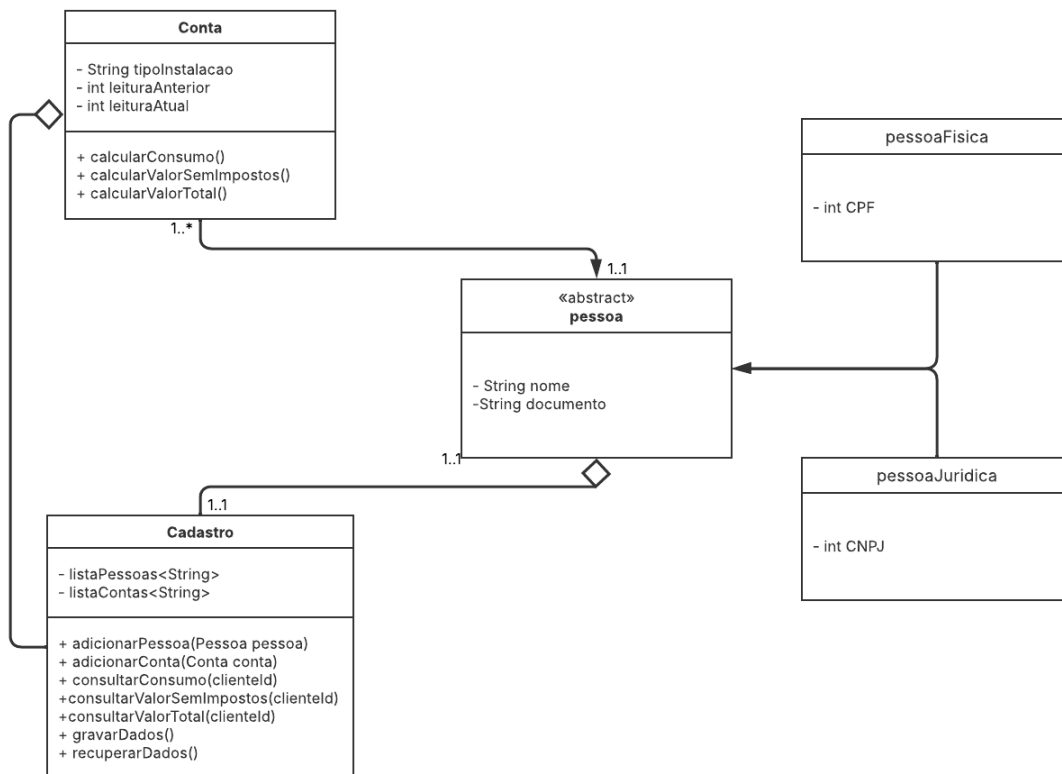 Conta
- String tipoInstalacao
- int leituraAnterior
- int leituraAtual
+ calcularConsumo()
+ calcularValorSemImpostos()
+ calcularValorTotal()
1..*
1..1
«abstract»
pessoa
- String nome
-String documento
1..1
pessoaFisica
- int CPF
pessoaJuridica
- int CNPJ
1..1
Cadastro
- listaPessoas<String>
- listaContas<String>
+ adicionarPessoa(Pessoa pessoa)
+ adicionarConta(Conta conta)
+ consultarConsumo(clienteId)
+consultarValorSemImpostos(clienteId)
+consultarValorTotal(clienteId)
+ gravarDados()
+ recuperarDados()